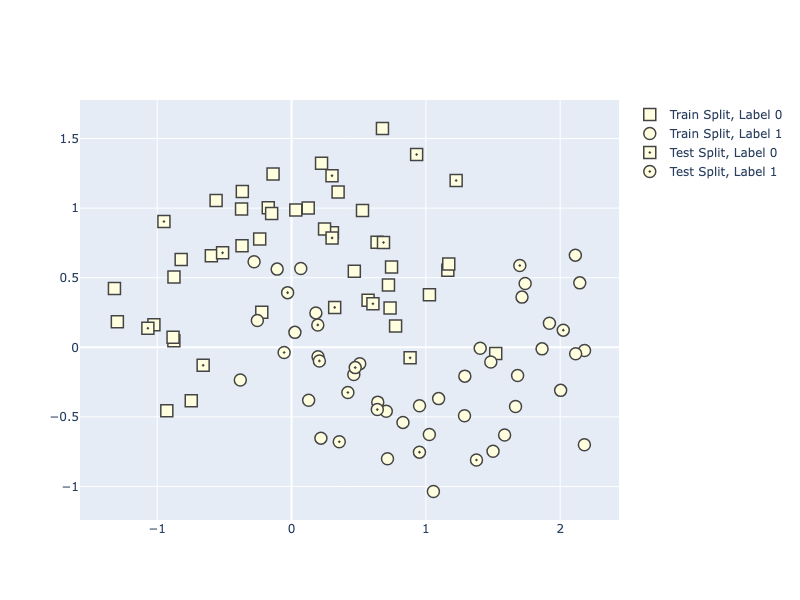 Train Split, Label 0
Train Split, Label 1
Test Split, Label 0
Test Split, Label 1
1.5
1
0.5
0
−0.5
−1
−1
0
1
2